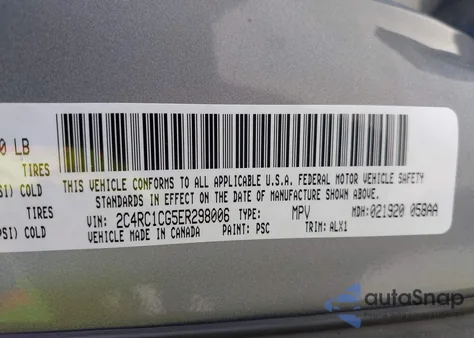 0 LB
TIRES
SI) COLD
TIRES
PSI) COLD
THIS VEHICLE CONFORMS TO ALL APPLICABLE U.S.A. FEDERAL MOTOR VEHICLE SAFETY
STANDARDS IN EFFECT ON THE DATE OF MANUFACTURE SHOWN ABOVE.
VIN: 2C4RC1CG5ER298006 TYPE: MPV MDH: 021920 058AA
VEHICLE MADE IN CANADA PAINT: PSC TRIM: ALX1
autoSnap